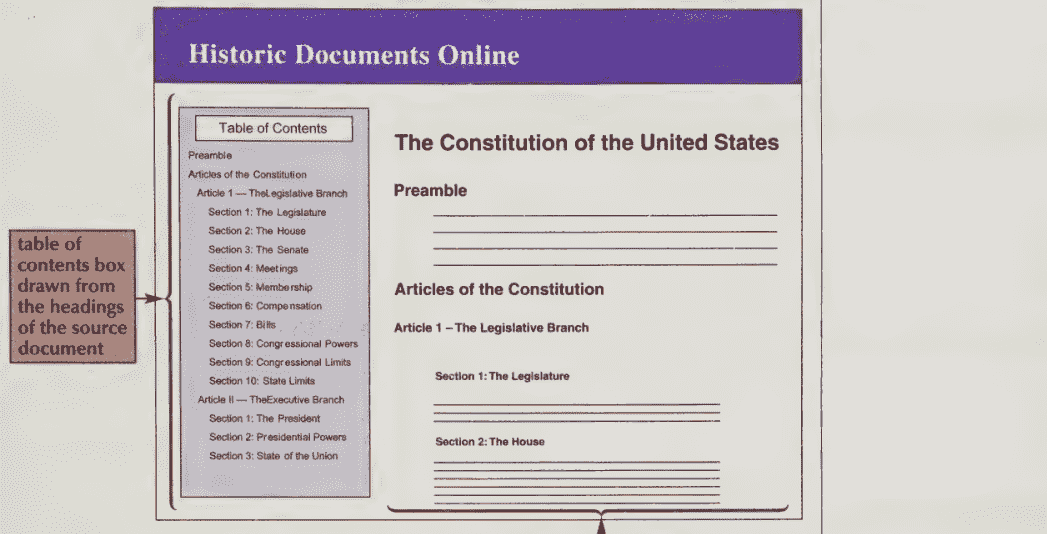 Historic Documents Online
Table of Contents
Preamble
Articles of the Constitution
Article 1 — TheLegislative Branch
Section 1: The Legislature
Section 2: The House
Section 3: The Senate
Section 4: Meetings
Section 5: Membership
Section 6: Compensation
Section 7: Bills
Section 8: Congressional Powers
Section 9: Congressional Limits
Section 10: State Limits
Article II — TheExecutive Branch
Section 1: The President
Section 2: Presidential Powers
Section 3: State of the Union
table of
contents box
drawn from
the headings
of the source
document
The Constitution of the United States
Preamble
Articles of the Constitution
Article 1 – The Legislative Branch
Section 1: The Legislature
Section 2: The House